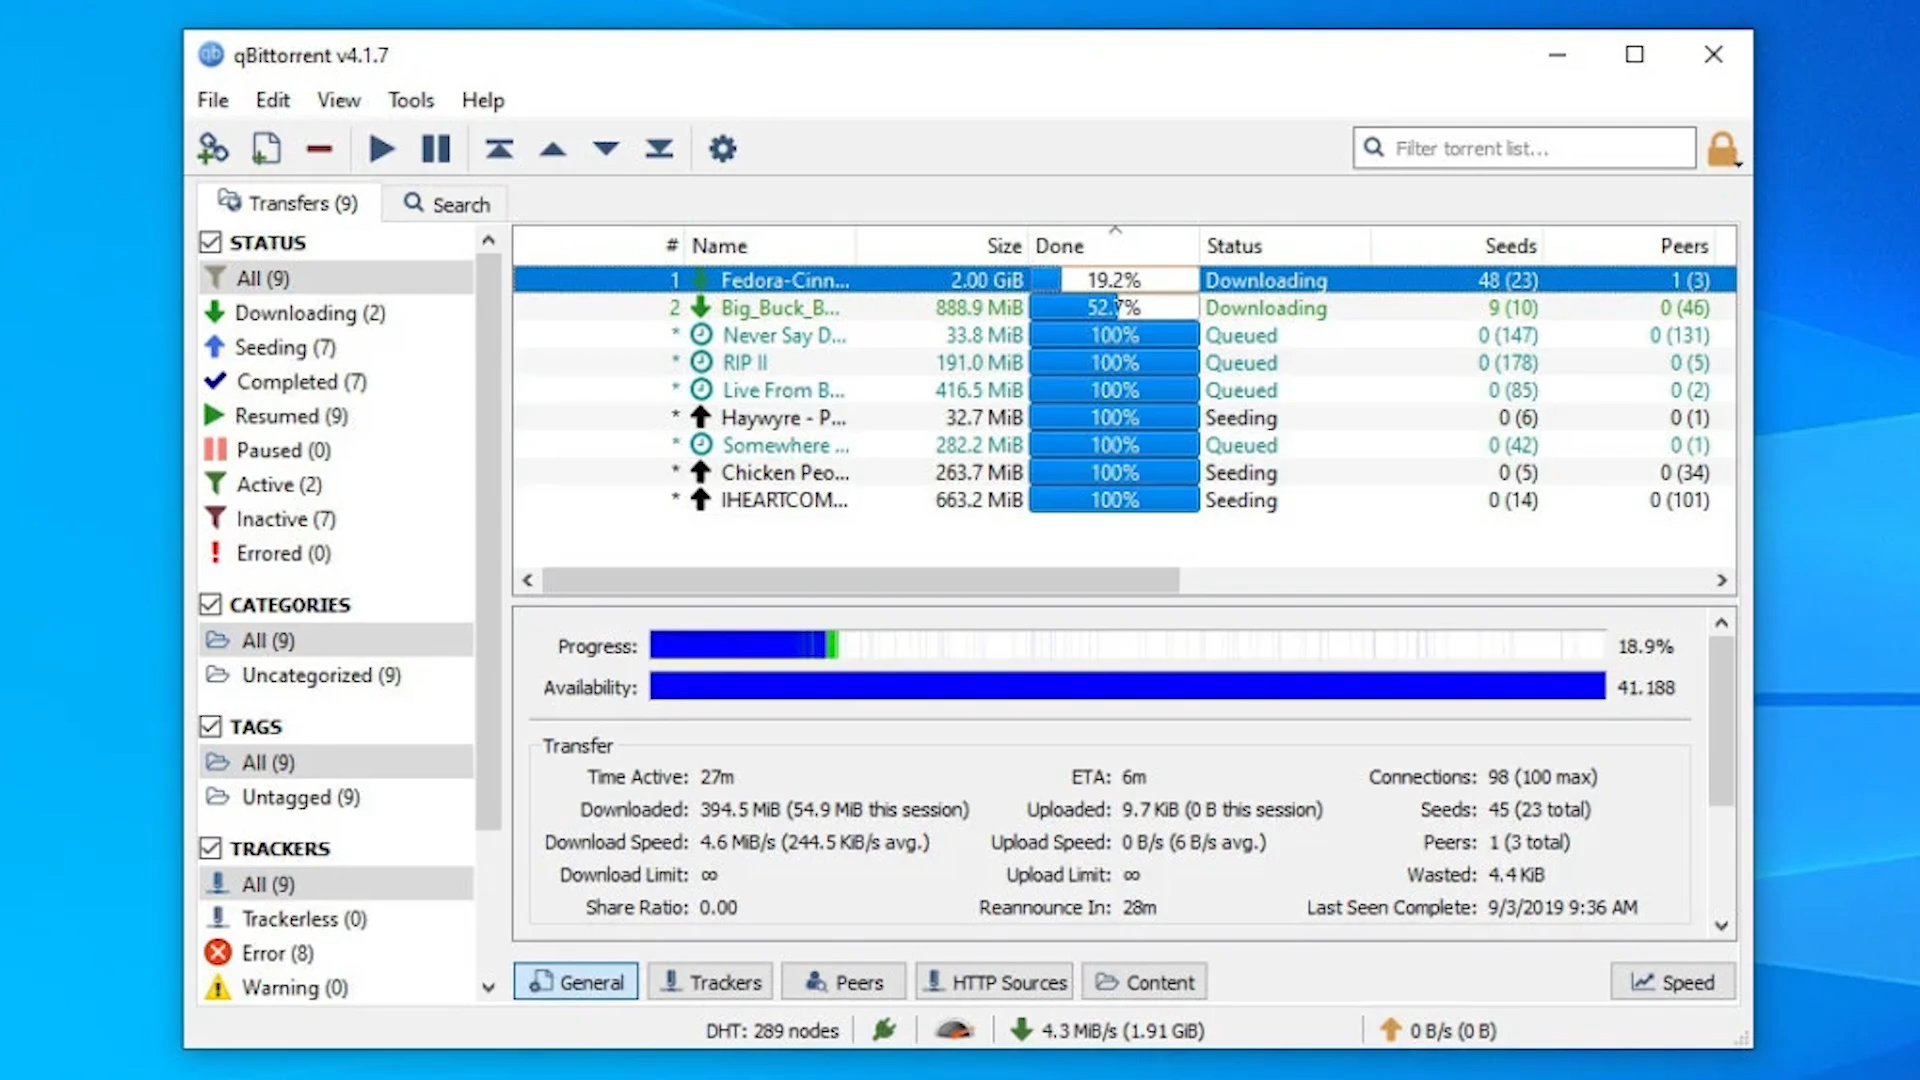 qBittorrent v4.1.7
File Edit View Tools Help
Filter torrent list...
Transfers (9) Search
STATUS
All (9)
Downloading (2)
Seeding (7)
Completed (7)
Resumed (9)
Paused (0)
Active (2)
Inactive (7)
Errored (0)
CATEGORIES
All (9)
Uncategorized (9)
TAGS
All (9)
Untagged (9)
TRACKERS
All (9)
Trackerless (0)
Error (8)
Warning (0)
# Name Size Done Status Seeds Peers
1 Fedora-Cinn... 2.00 GiB 19.2% Downloading 48 (23) 1 (3)
2 Big_Buck_B... 888.9 MiB 52.7% Downloading 9 (10) 0 (46)
* Never Say D... 33.8 MiB 100% Queued 0 (147) 0 (131)
* RIP II 191.0 MiB 100% Queued 0 (178) 0 (5)
* Live From B... 416.5 MiB 100% Queued 0 (85) 0 (2)
* Haywyre - P... 32.7 MiB 100% Seeding 0 (6) 0 (1)
* Somewhere ... 282.2 MiB 100% Queued 0 (42) 0 (1)
* Chicken Peo... 263.7 MiB 100% Seeding 0 (5) 0 (34)
* IHEARTCOM... 663.2 MiB 100% Seeding 0 (14) 0 (101)
Progress: 18.9%
Availability: 41.188
Transfer
Time Active: 27m ETA: 6m Connections: 98 (100 max)
Downloaded: 394.5 MiB (54.9 MiB this session) Uploaded: 9.7 KiB (0 B this session) Seeds: 45 (23 total)
Download Speed: 4.6 MiB/s (244.5 KiB/s avg.) Upload Speed: 0 B/s (6 B/s avg.) Peers: 1 (3 total)
Download Limit: ∞ Upload Limit: ∞ Wasted: 4.4 KiB
Share Ratio: 0.00 Reannounce In: 28m Last Seen Complete: 9/3/2019 9:36 AM
General Trackers Peers HTTP Sources Content Speed
DHT: 289 nodes 4.3 MiB/s (1.91 GiB) 0 B/s (0 B)